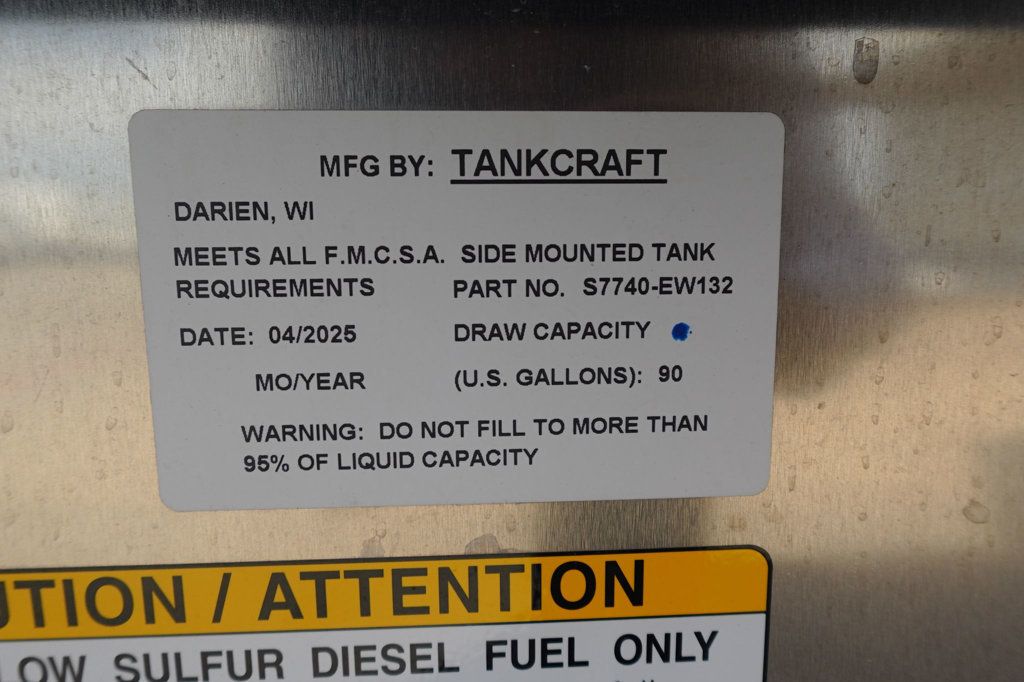 MFG BY: TANKCRAFT
DARIEN, WI
MEETS ALL F.M.C.S.A. SIDE MOUNTED TANK
REQUIREMENTS PART NO. S7740-EW132
DATE: 04/2025 DRAW CAPACITY
MO/YEAR (U.S. GALLONS): 90
WARNING: DO NOT FILL TO MORE THAN
95% OF LIQUID CAPACITY
UTION / ATTENTION
LOW SULFUR DIESEL FUEL ONLY